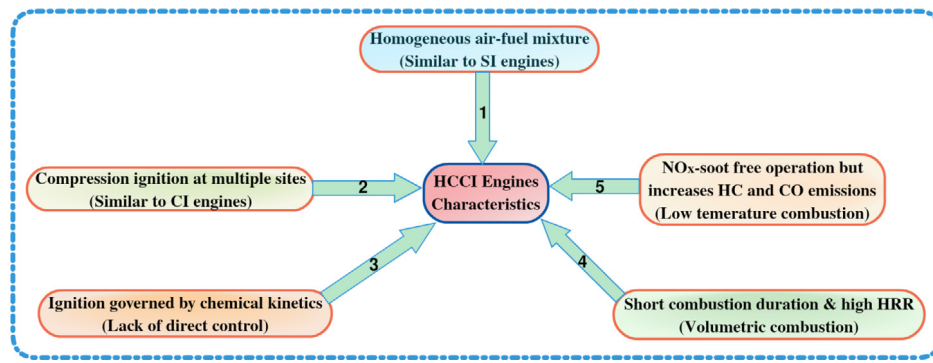 Homogeneous air-fuel mixture
(Similar to SI engines)
1
Compression ignition at multiple sites
(Similar to CI engines)
2
HCCI Engines
Characteristics
5
NOx-soot free operation but
increases HC and CO emissions
(Low temerature combustion)
3
Ignition governed by chemical kinetics
(Lack of direct control)
4
Short combustion duration & high HRR
(Volumetric combustion)